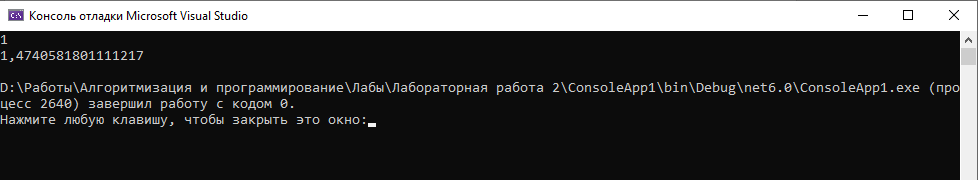 Консоль отладки Microsoft Visual Studio
1
1,4740581801111217
D:\Работы\Алгоритмизация и программирование\Лабы\Лабораторная работа 2\ConsoleApp1\bin\Debug\net6.0\ConsoleApp1.exe (про
цесс 2640) завершил работу с кодом 0.
Нажмите любую клавишу, чтобы закрыть это окно: